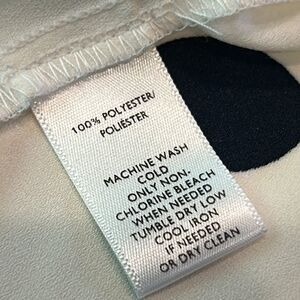 100% POLYESTER/
POLIÉSTER
MACHINE WASH
COLD
ONLY NON-
CHLORINE BLEACH
WHEN NEEDED
TUMBLE DRY LOW
COOL IRON
IF NEEDED
OR DRY CLEAN